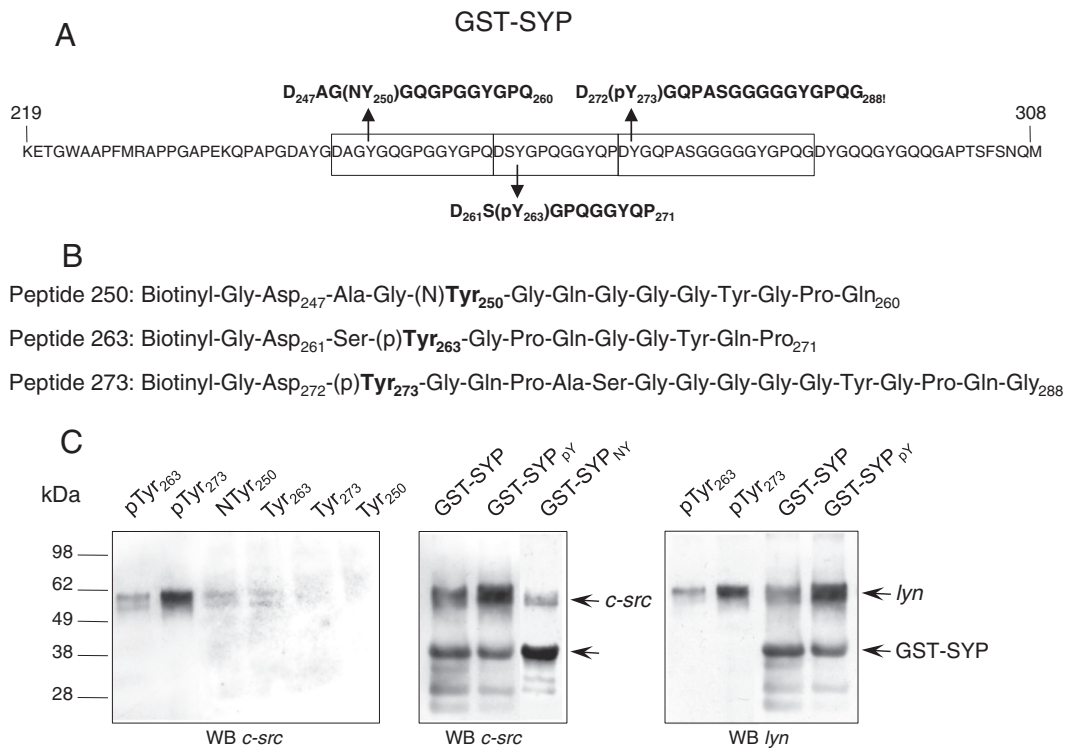 GST-SYP
A
D247AG(NY250)GQGPGGYGPQ260 D272(pY273)GQPASGGGGGYGPQG288!
219 308
KETGWAAPFMRAPPGAPEKQPAPGDAYGDAGYGQGPGGYGPQDSYGPQGGYQPDYGQPASGGGGGYGPQGDYGQQGYGQQGAPTSFSNQM
D261S(pY263)GPQGGYQP271
B
Peptide 250: Biotinyl-Gly-Asp247-Ala-Gly-(N)Tyr250-Gly-Gln-Gly-Gly-Gly-Tyr-Gly-Pro-Gln260
Peptide 263: Biotinyl-Gly-Asp261-Ser-(p)Tyr263-Gly-Pro-Gln-Gly-Gly-Tyr-Gln-Pro271
Peptide 273: Biotinyl-Gly-Asp272-(p)Tyr273-Gly-Gln-Pro-Ala-Ser-Gly-Gly-Gly-Gly-Gly-Tyr-Gly-Pro-Gln-Gly288
C
kDa
pTyr263 pTyr273 NTyr250 Tyr263 Tyr273 Tyr250
GST-SYP GST-SYPpY GST-SYPNY
pTyr263 pTyr273 GST-SYP GST-SYPpY
98
62
49
38
28
c-src
lyn
GST-SYP
WB c-src WB c-src WB lyn